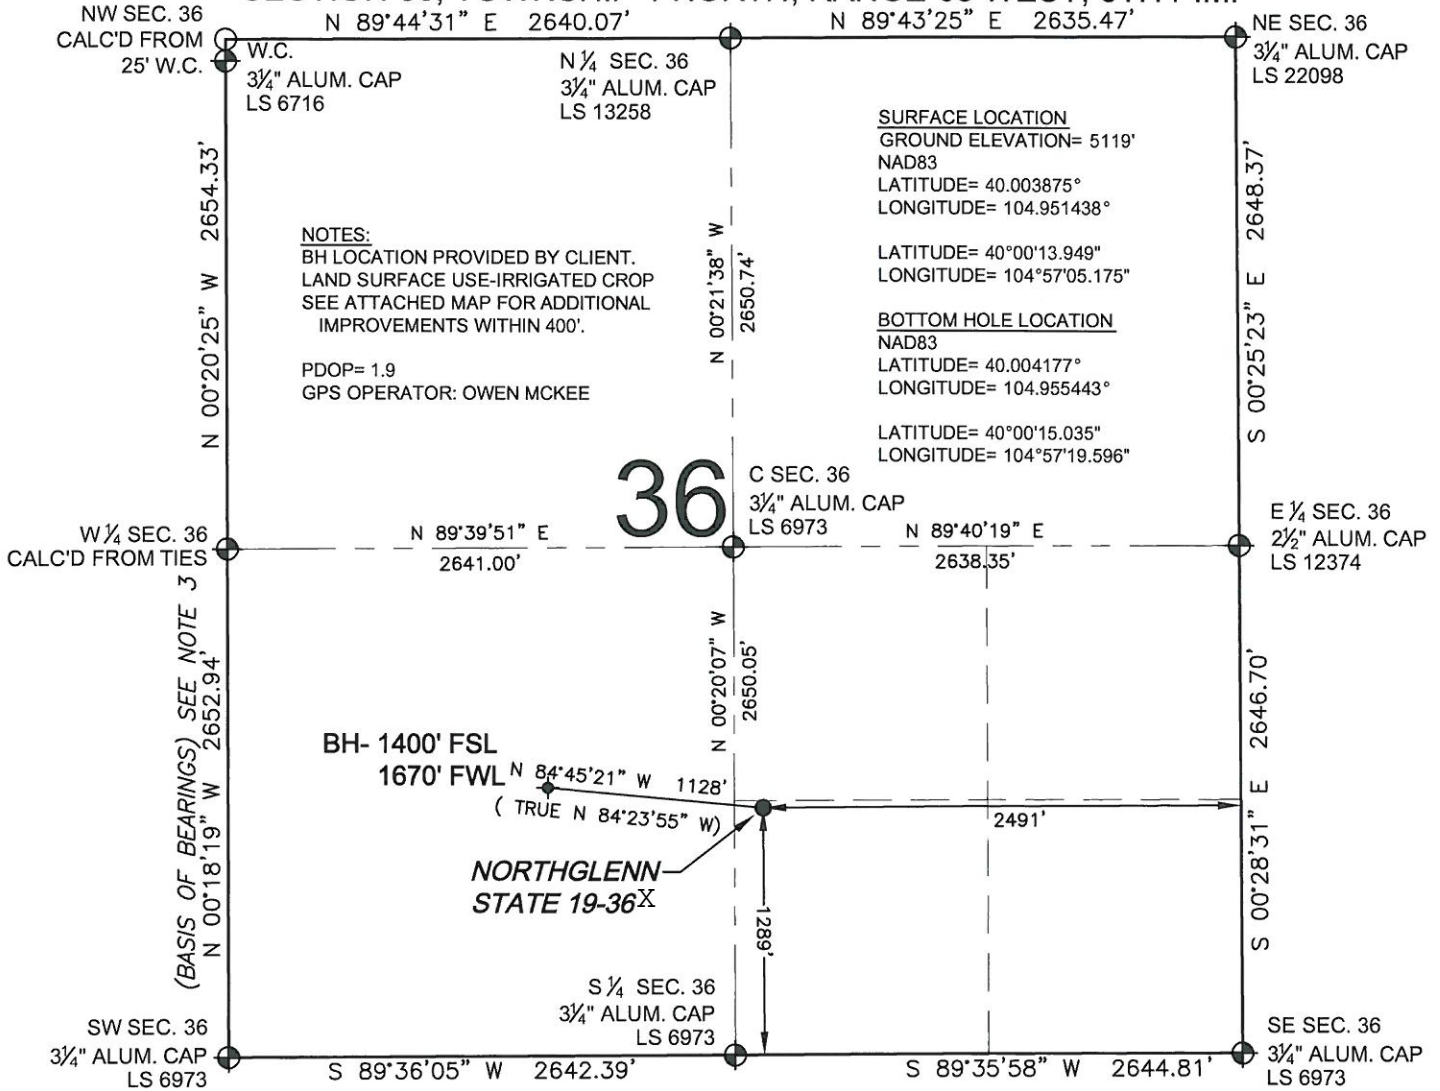 N 89°44'31" E 2640.07'
N 89°43'25" E 2635.47'
NW SEC. 36
CALC'D FROM
25' W.C.
W.C.
3¼" ALUM. CAP
LS 6716
N ¼ SEC. 36
3¼" ALUM. CAP
LS 13258
NE SEC. 36
3¼" ALUM. CAP
LS 22098
SURFACE LOCATION
GROUND ELEVATION= 5119'
NAD83
LATITUDE= 40.003875°
LONGITUDE= 104.951438°
LATITUDE= 40°00'13.949"
LONGITUDE= 104°57'05.175"
BOTTOM HOLE LOCATION
NAD83
LATITUDE= 40.004177°
LONGITUDE= 104.955443°
LATITUDE= 40°00'15.035"
LONGITUDE= 104°57'19.596"
N 00°20'25" W 2654.33'
NOTES:
BH LOCATION PROVIDED BY CLIENT.
LAND SURFACE USE-IRRIGATED CROP
SEE ATTACHED MAP FOR ADDITIONAL
IMPROVEMENTS WITHIN 400'.
PDOP= 1.9
GPS OPERATOR: OWEN MCKEE
N 00°21'38" W
2650.74'
S 00°25'23" E 2648.37'
36
C SEC. 36
3¼" ALUM. CAP
LS 6973
W ¼ SEC. 36
CALC'D FROM TIES
N 89°39'51" E
2641.00'
N 89°40'19" E
2638.35'
E ¼ SEC. 36
2½" ALUM. CAP
LS 12374
(BASIS OF BEARINGS) SEE NOTE 3
N 00°18'19" W 2652.94'
N 00°20'07" W
2650.05'
S 00°28'31" E 2646.70'
BH- 1400' FSL
1670' FWL
N 84°45'21" W 1128'
( TRUE N 84°23'55" W)
2491'
NORTHGLENN
STATE 19-36X
1289'
S ¼ SEC. 36
3¼" ALUM. CAP
LS 6973
SW SEC. 36
3¼" ALUM. CAP
LS 6973
S 89°36'05" W 2642.39'
S 89°35'58" W 2644.81'
SE SEC. 36
3¼" ALUM. CAP
LS 6973